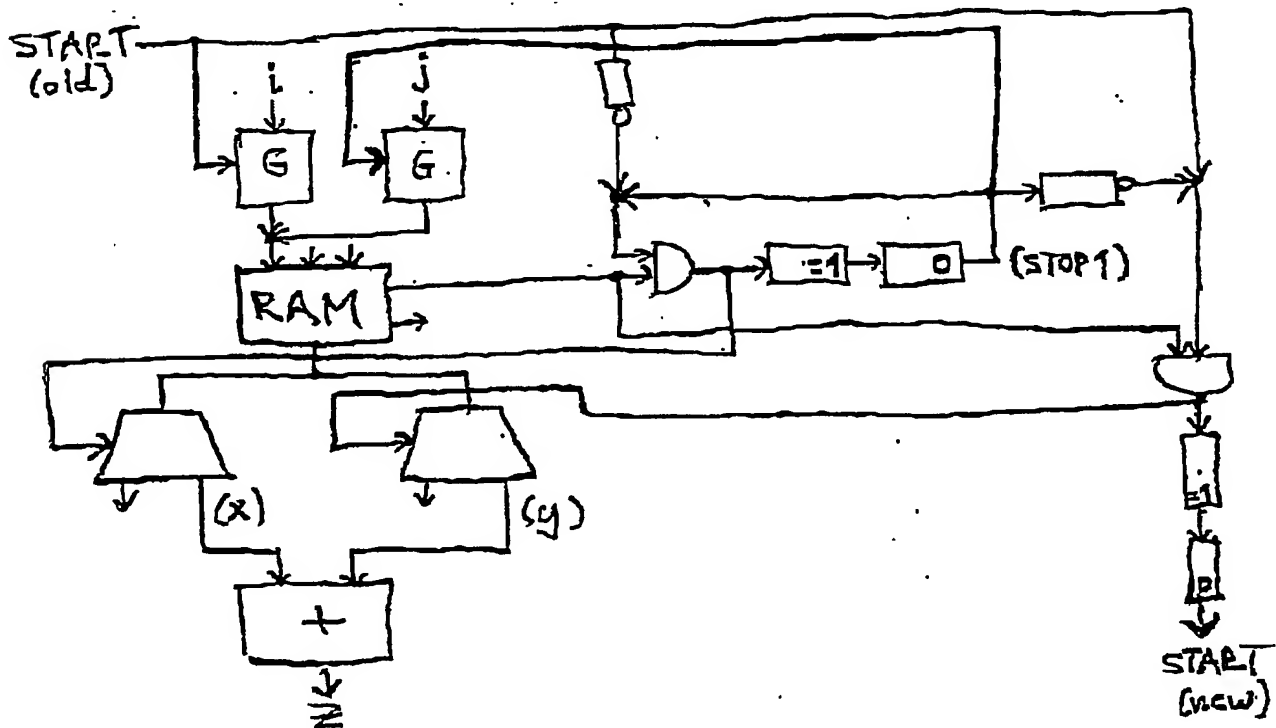 START
(old)
i
j
G
G
RAM
=1
0
(STOP1)
(x)
(y)
=1
0
+
START
(new)
Z